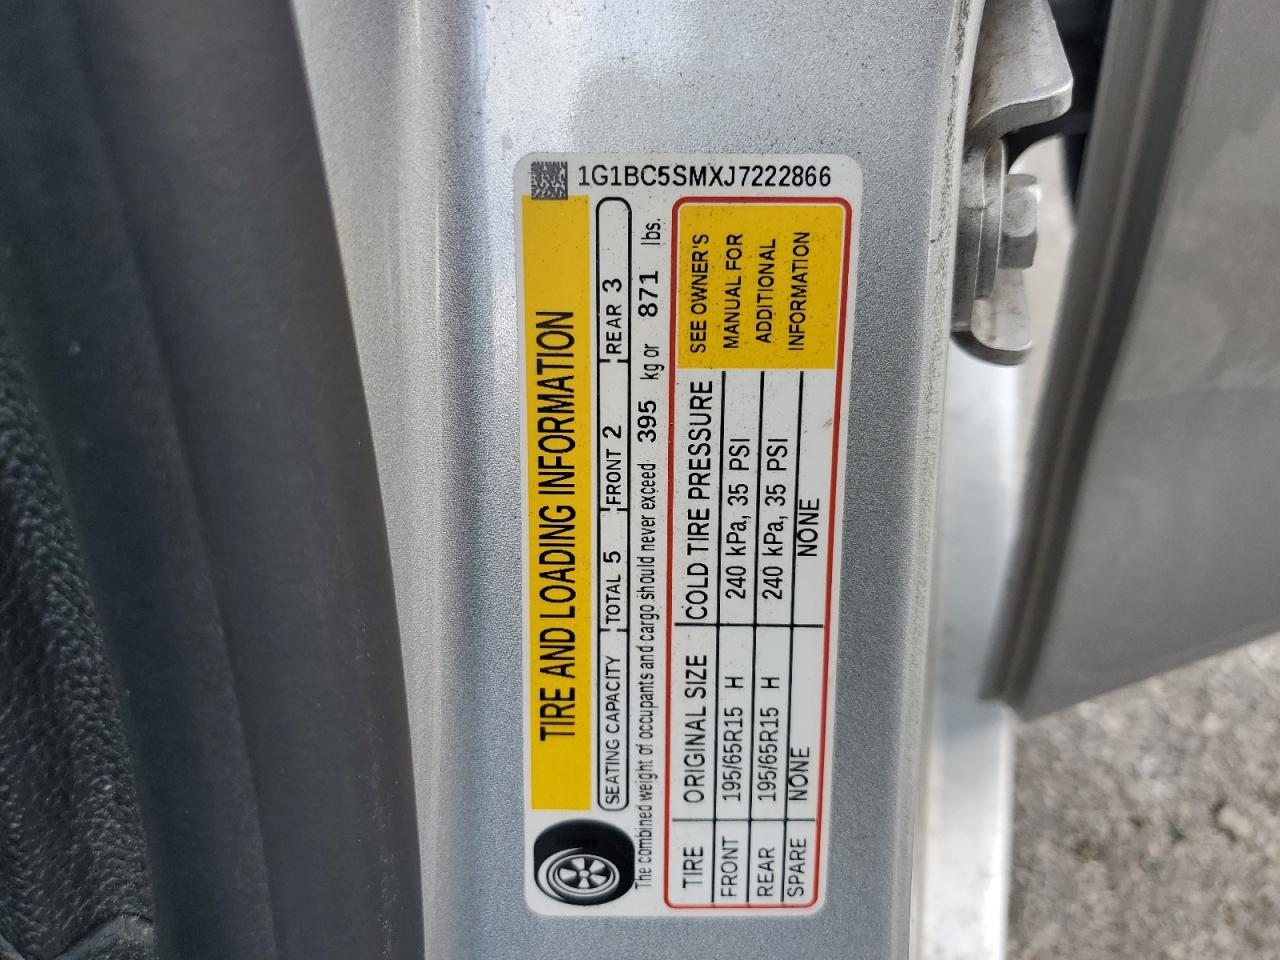 1G1BC5SMXJ7222866
TIRE AND LOADING INFORMATION
SEATING CAPACITY TOTAL 5 FRONT 2 REAR 3
The combined weight of occupants and cargo should never exceed 395 kg or 871 lbs.
TIRE ORIGINAL SIZE COLD TIRE PRESSURE
FRONT 195/65R15 H 240 kPa, 35 PSI
REAR 195/65R15 H 240 kPa, 35 PSI
SPARE NONE NONE
SEE OWNER'S
MANUAL FOR
ADDITIONAL
INFORMATION